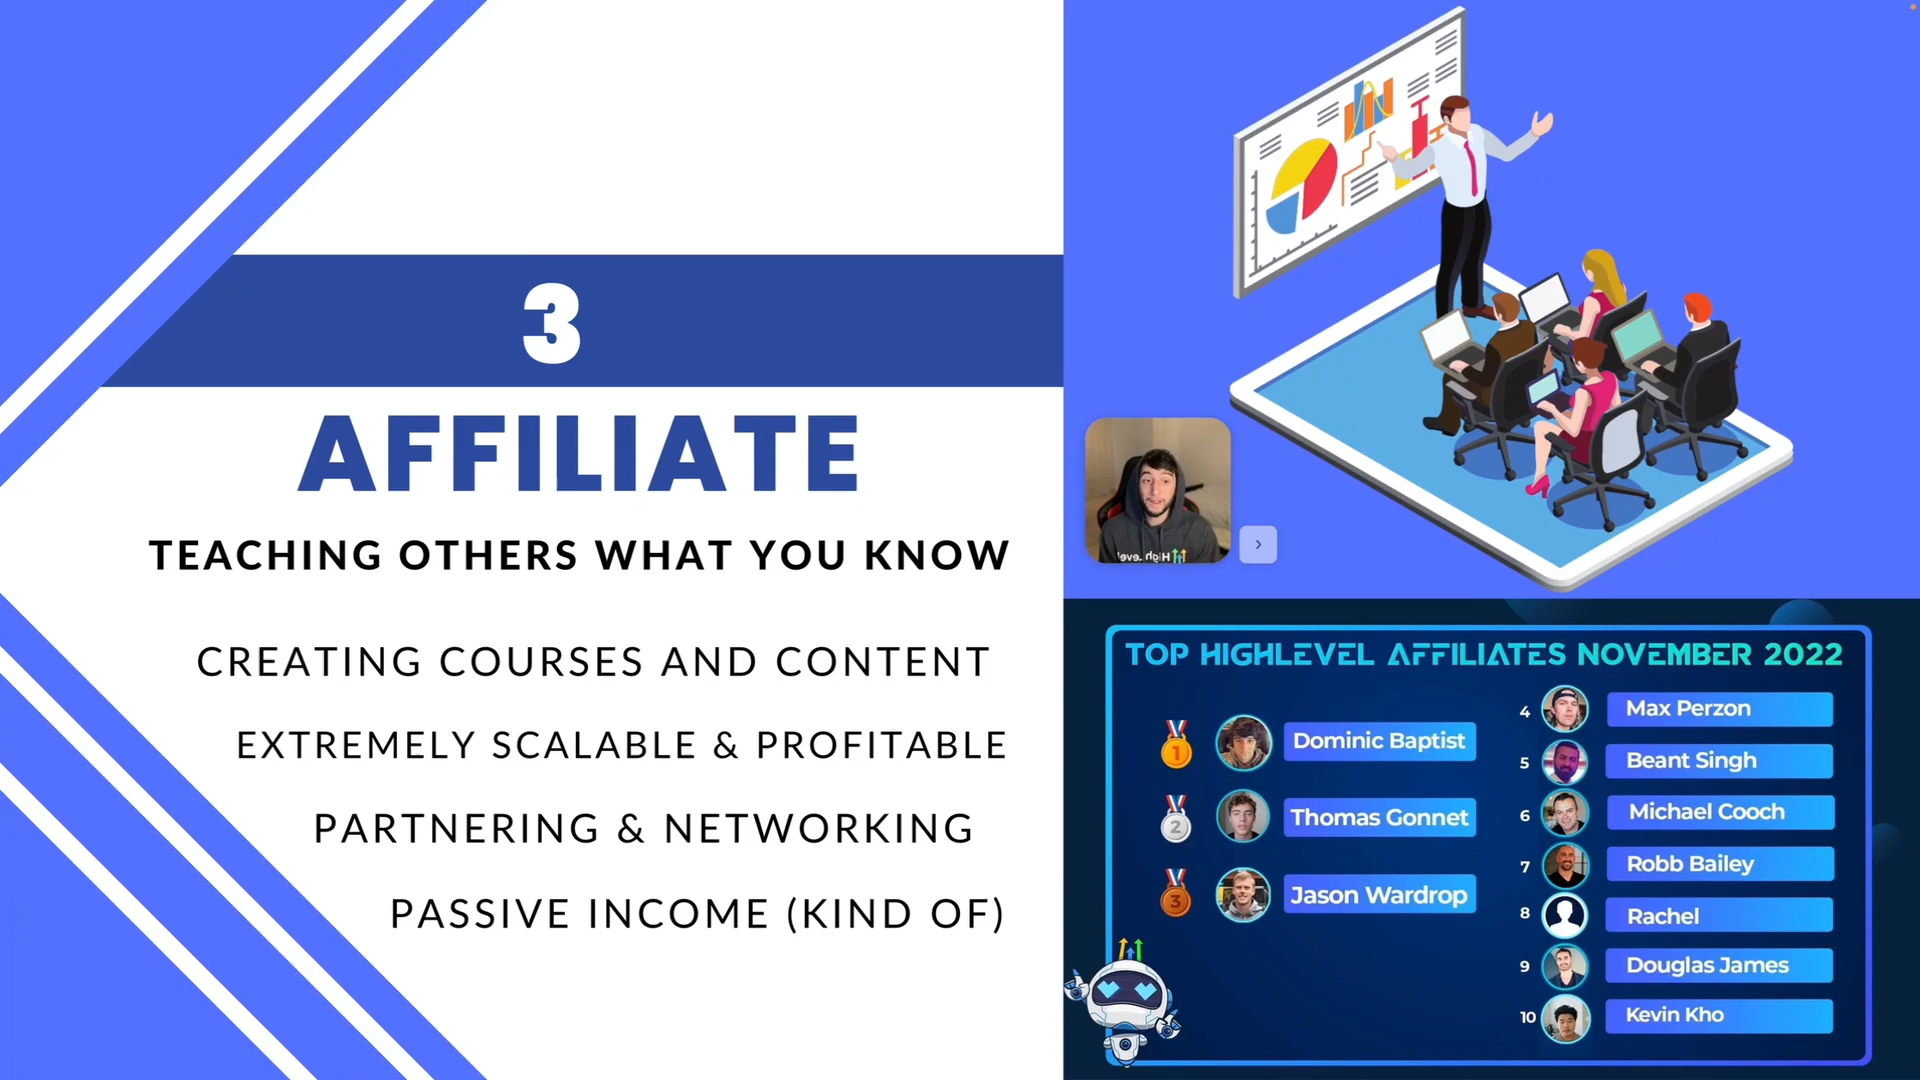 3
AFFILIATE
TEACHING OTHERS WHAT YOU KNOW
CREATING COURSES AND CONTENT
EXTREMELY SCALABLE & PROFITABLE
PARTNERING & NETWORKING
PASSIVE INCOME (KIND OF)
High Level
TOP HIGHLEVEL AFFILIATES NOVEMBER 2022
1 Dominic Baptist
2 Thomas Gonnet
3 Jason Wardrop
4 Max Perzon
5 Beant Singh
6 Michael Cooch
7 Robb Bailey
8 Rachel
9 Douglas James
10 Kevin Kho